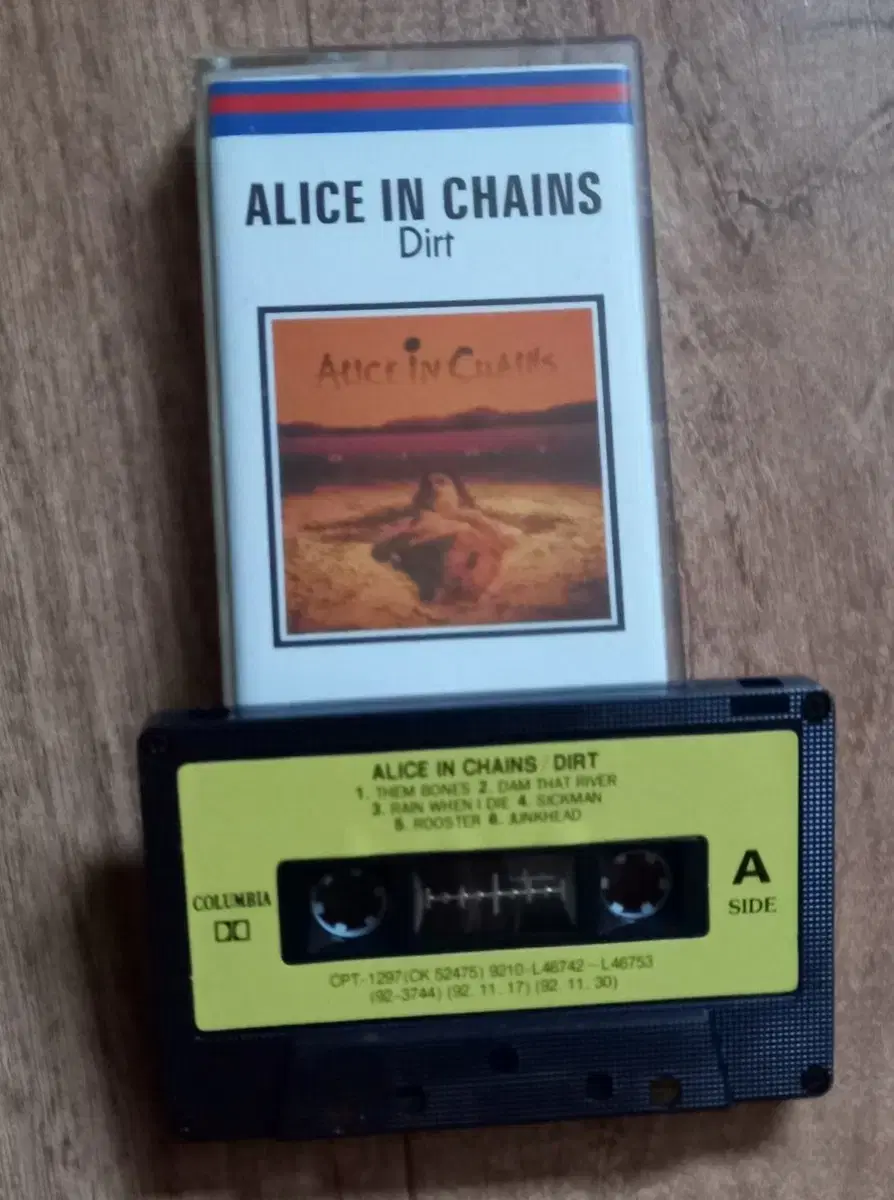 ALICE IN CHAINS
Dirt
ALICE IN CHAINS
ALICE IN CHAINS / DIRT
1. THEM BONES 2. DAM THAT RIVER
3. RAIN WHEN I DIE 4. SICKMAN
5. ROOSTER 6. JUNKHEAD
COLUMBIA
A
SIDE
CPT-1297(CK 52475) 9210-L46742~L46753
(92-3744) (92. 11. 17) (92. 11. 30)